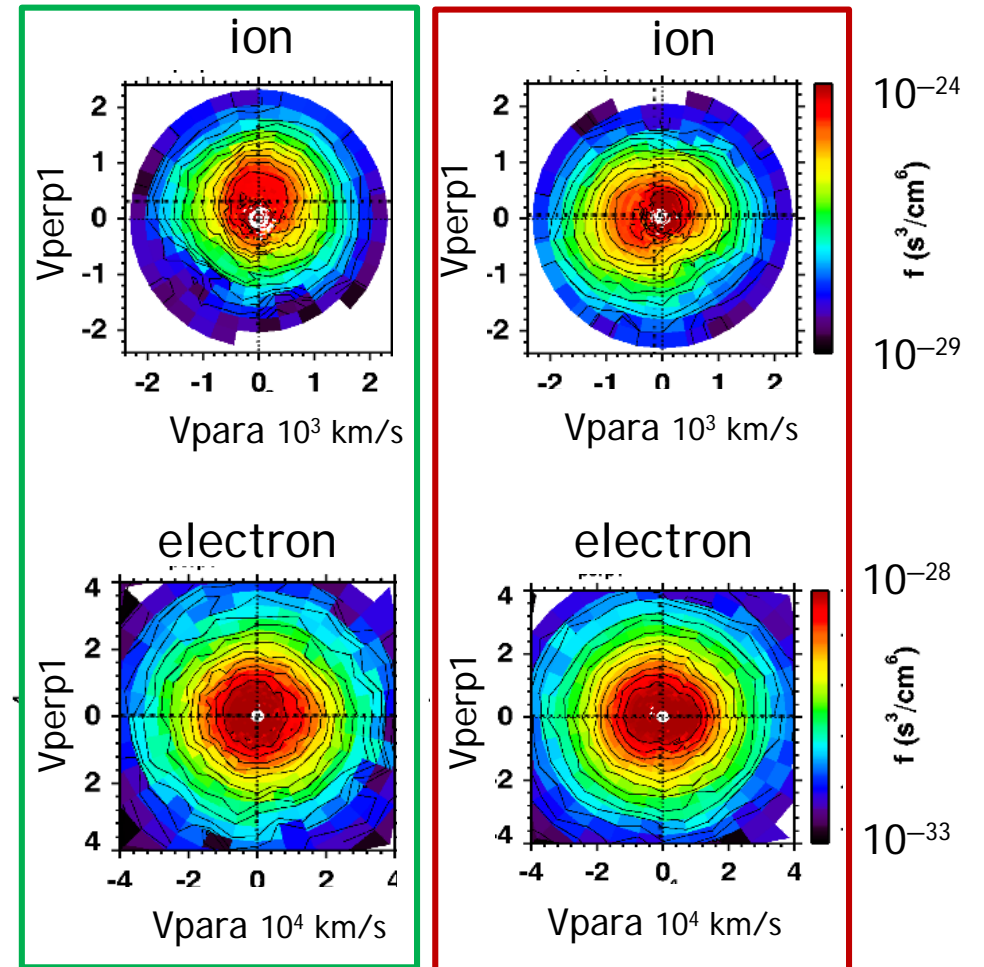 ion
ion
2
1
0
-1
-2
Vperp1
-2 -1 0 1 2
Vpara 10³ km/s
2
1
0
-1
-2
Vperp1
-2 -1 0 1 2
Vpara 10³ km/s
10⁻²⁴
f (s³/cm⁶)
10⁻²⁹
electron
electron
4
2
0
2
4
Vperp1
-4 -2 0 2 4
Vpara 10⁴ km/s
4
2
0
-2
-4
Vperp1
-4 -2 0 2 4
Vpara 10⁴ km/s
10⁻²⁸
f (s³/cm⁶)
10⁻³³